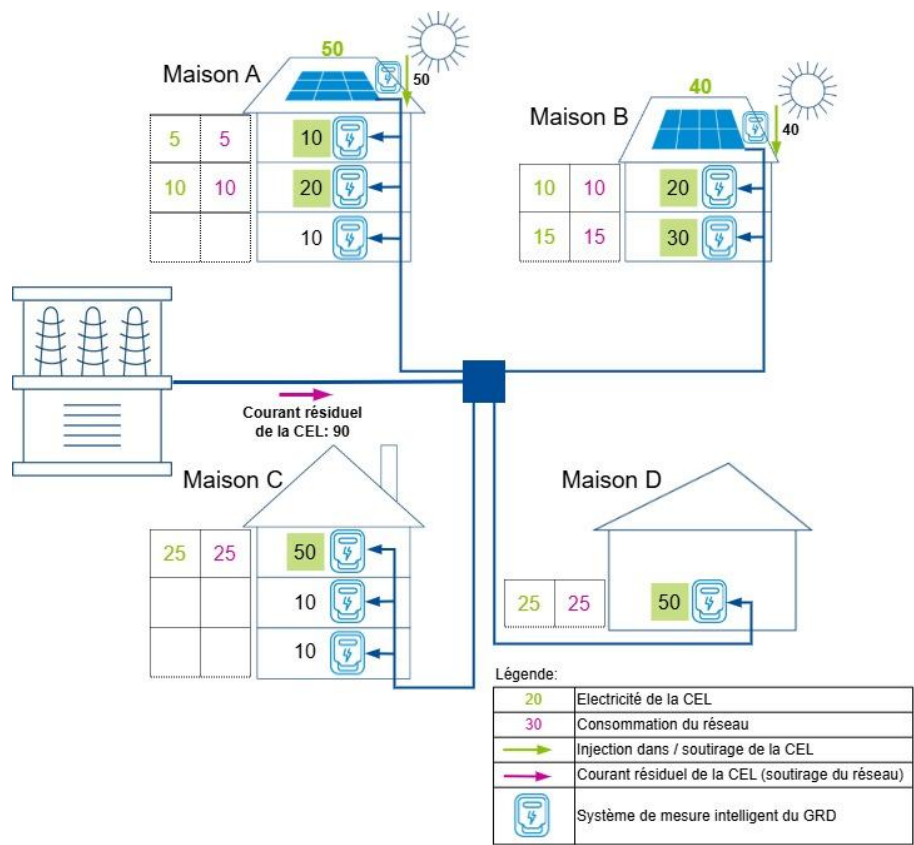 50
Maison A
50
5 5 10
10 10 20
10
40
Maison B
40
10 10 20
15 15 30
Courant résiduel
de la CEL: 90
Maison C
25 25 50
10
10
Maison D
25 25 50
Légende:
20 Electricité de la CEL
30 Consommation du réseau
Injection dans / soutirage de la CEL
Courant résiduel de la CEL (soutirage du réseau)
Système de mesure intelligent du GRD